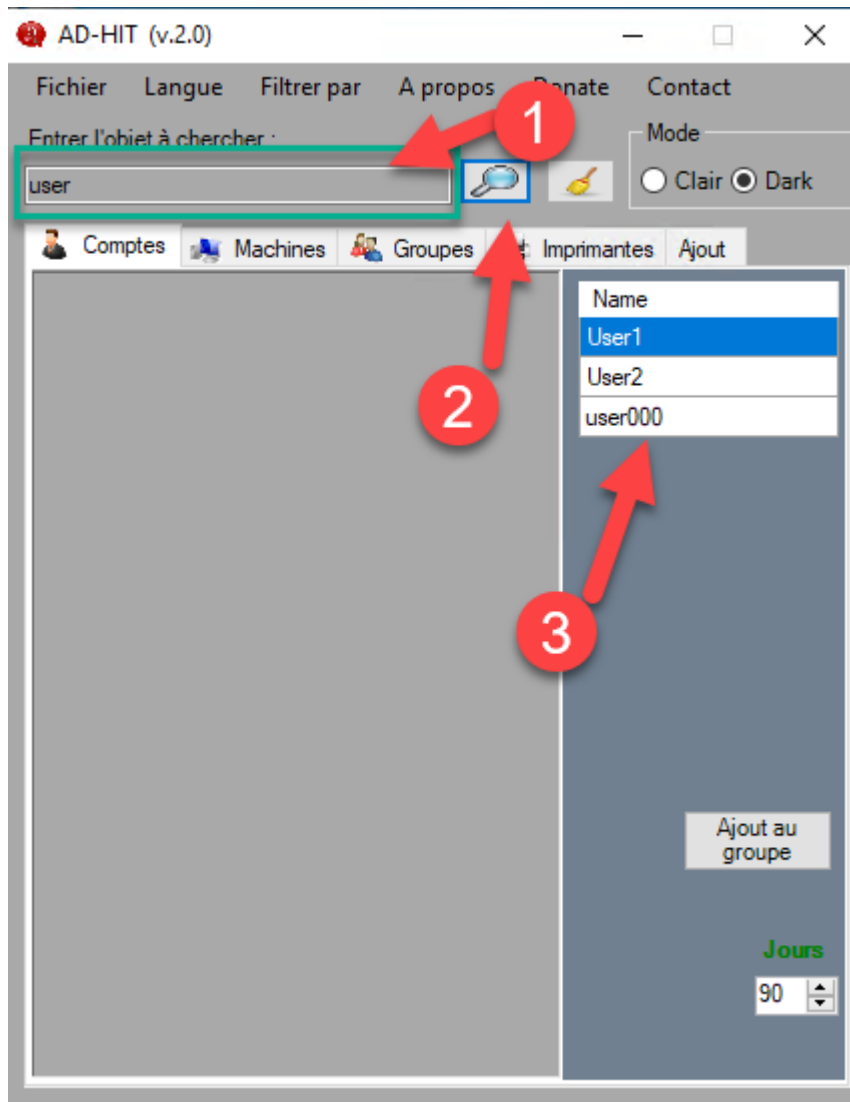 AD-HIT (v.2.0)
Fichier Langue Filtrer par A propos Donate Contact
Entrer l'objet à chercher :
1
Mode
user
Clair Dark
Comptes Machines Groupes Imprimantes Ajout
Name
User1
User2
user000
2
3
Ajout au
groupe
Jours
90